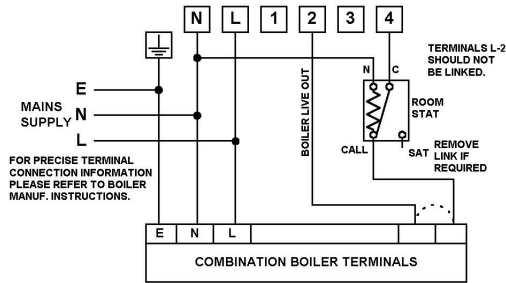 N L 1 2 3 4
TERMINALS L-2
SHOULD NOT
BE LINKED.
N C
E
MAINS
SUPPLY
N
L
BOILER LIVE OUT
ROOM
STAT
CALL
SAT
REMOVE
LINK IF
REQUIRED
FOR PRECISE TERMINAL
CONNECTION INFORMATION
PLEASE REFER TO BOILER
MANUF. INSTRUCTIONS.
E N L
COMBINATION BOILER TERMINALS